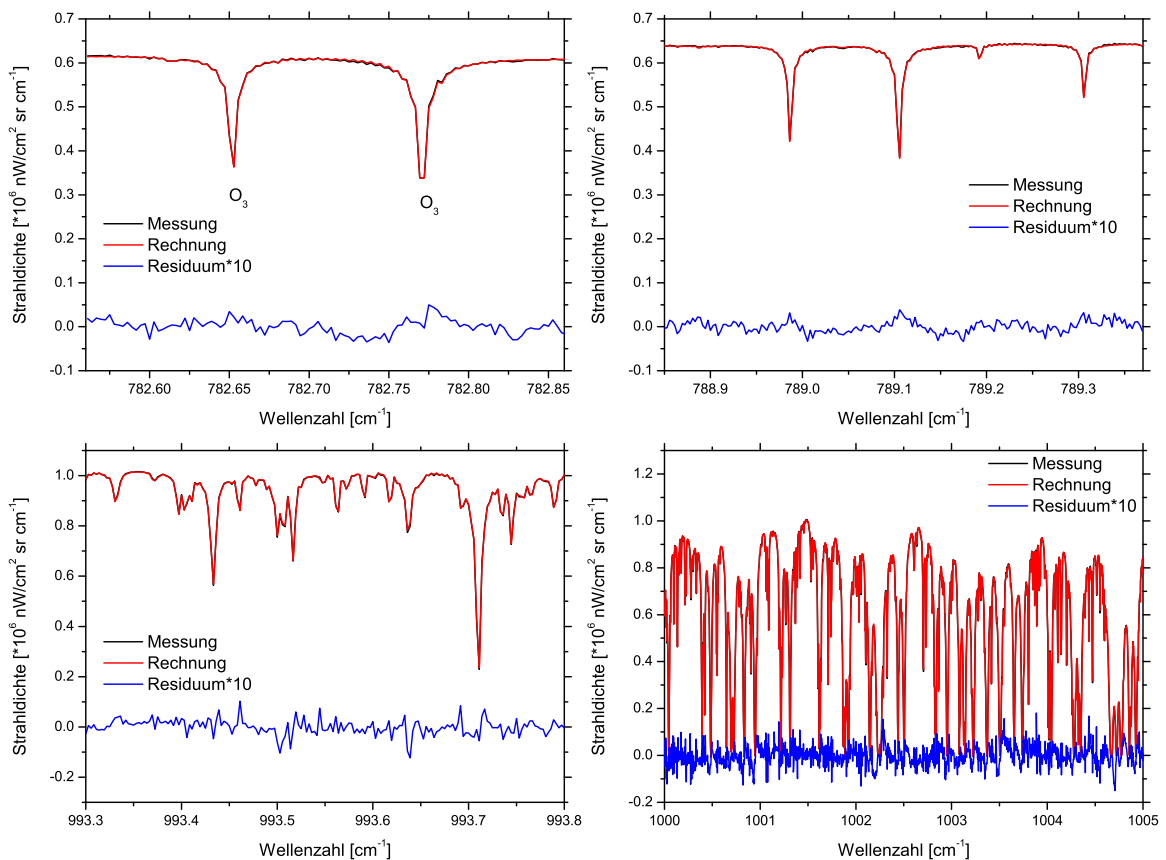 Strahldichte [*10⁶ nW/cm² sr cm⁻¹]
0.7
0.6
0.5
0.4
0.3
0.2
0.1
0.0
-0.1
O₃
O₃
Messung
Rechnung
Residuum*10
782.60 782.65 782.70 782.75 782.80 782.85
Wellenzahl [cm⁻¹]
Strahldichte [*10⁶ nW/cm² sr cm⁻¹]
0.7
0.6
0.5
0.4
0.3
0.2
0.1
0.0
-0.1
Messung
Rechnung
Residuum*10
788.9 789.0 789.1 789.2 789.3
Wellenzahl [cm⁻¹]
Strahldichte [*10⁶ nW/cm² sr cm⁻¹]
1.0
0.8
0.6
0.4
0.2
0.0
-0.2
Messung
Rechnung
Residuum*10
993.3 993.4 993.5 993.6 993.7 993.8
Wellenzahl [cm⁻¹]
Strahldichte [*10⁶ nW/cm² sr cm⁻¹]
1.2
1.0
0.8
0.6
0.4
0.2
0.0
-0.2
Messung
Rechnung
Residuum*10
1000 1001 1002 1003 1004 1005
Wellenzahl [cm⁻¹]